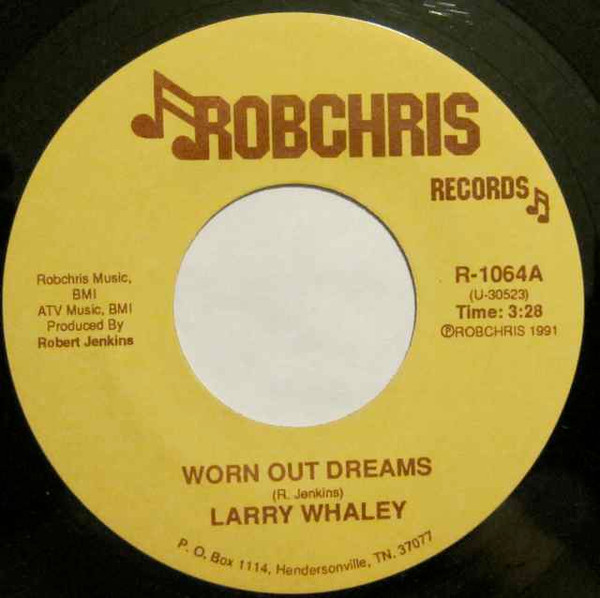 ROBCHRIS
RECORDS
Robchris Music,
BMI
ATV Music, BMI
Produced By
Robert Jenkins
R-1064A
(U-30523)
Time: 3:28
℗ROBCHRIS 1991
WORN OUT DREAMS
(R. Jenkins)
LARRY WHALEY
P. O. Box 1114, Hendersonville, TN. 37077